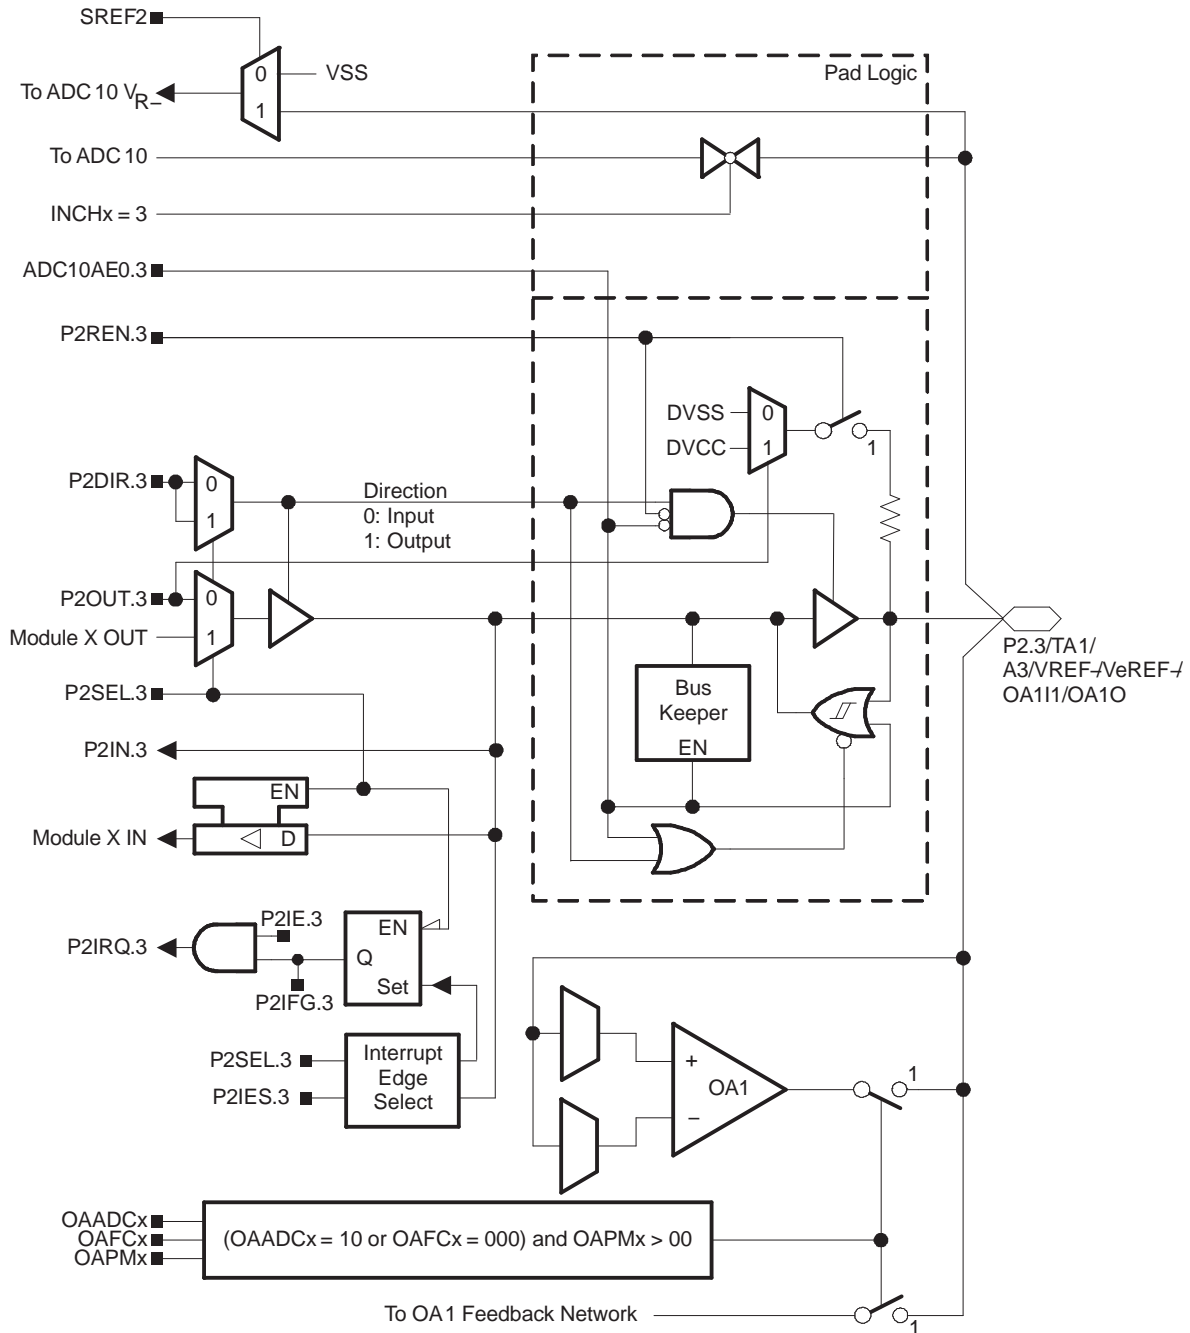 SREF2
0
VSS
Pad Logic
To ADC 10 VR–
1
To ADC 10
INCHx = 3
ADC10AE0.3
P2REN.3
DVSS
0
DVCC
1
1
P2DIR.3
0
1
Direction
0: Input
1: Output
P2OUT.3
0
Module X OUT
1
P2.3/TA1/
A3/VREF–/VeREF–/
OA1I1/OA1O
P2SEL.3
Bus
Keeper
EN
P2IN.3
EN
Module X IN
D
P2IE.3
EN
P2IRQ.3
Q
Set
P2IFG.3
P2SEL.3
P2IES.3
Interrupt
Edge
Select
+
OA1
–
1
OAADCx
OAFCx
OAPMx
(OAADCx = 10 or OAFCx = 000) and OAPMx > 00
To OA1 Feedback Network
1